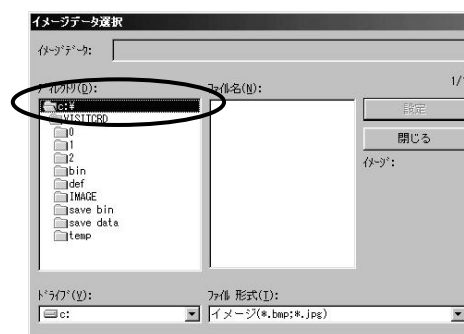 イメージデータ選択
ｲﾒｰｼﾞﾃﾞｰﾀ:
ﾃﾞｨﾚｸﾄﾘ(D):
ﾌｧｲﾙ名(N):
1/
c:¥
VISITCRD
0
1
2
bin
def
IMAGE
save bin
save data
temp
設定
閉じる
ｲﾒｰｼﾞ:
ﾄﾞﾗｲﾌﾞ(V):
ﾌｧｲﾙ 形式(T):
c:
イメージ(*.bmp;*.jpg)